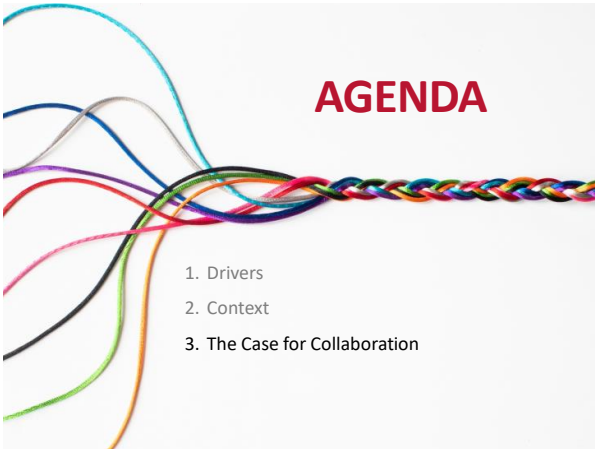 AGENDA
1. Drivers
2. Context
3. The Case for Collaboration